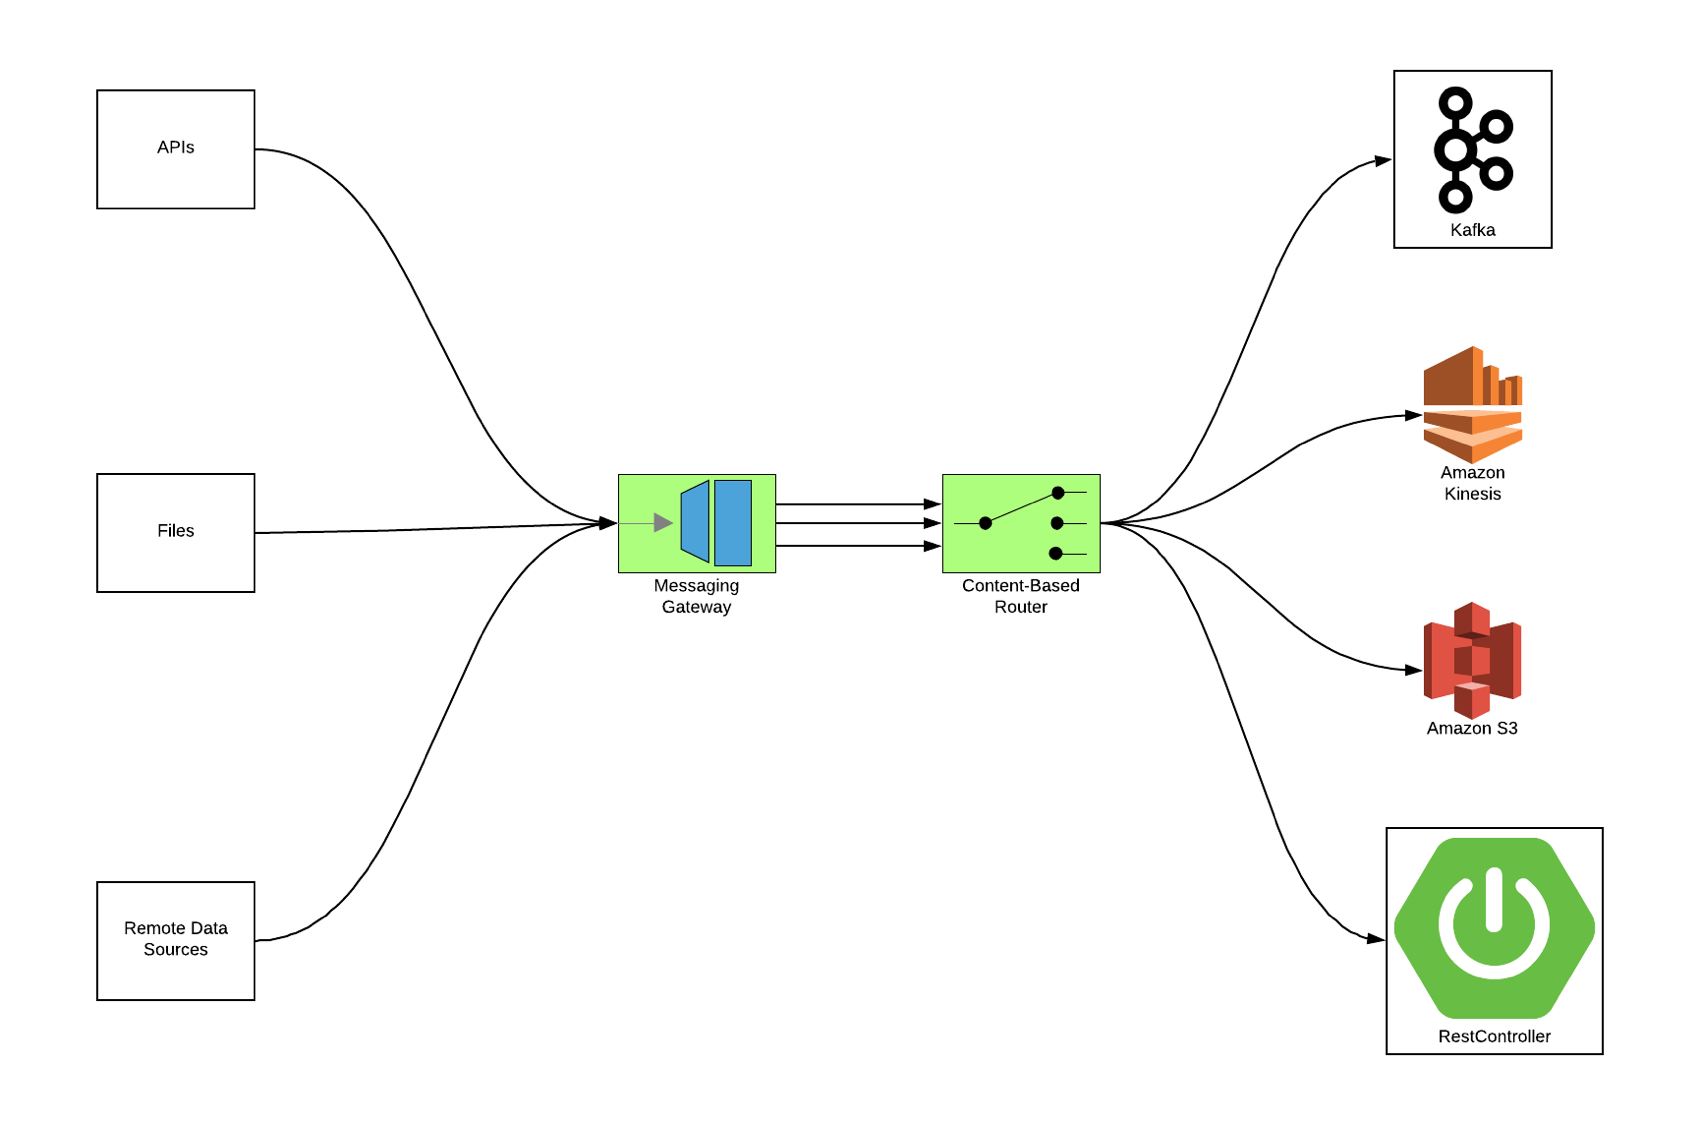 APIs
Files
Remote Data
Sources
Messaging
Gateway
Content-Based
Router
Kafka
Amazon
Kinesis
Amazon S3
RestController